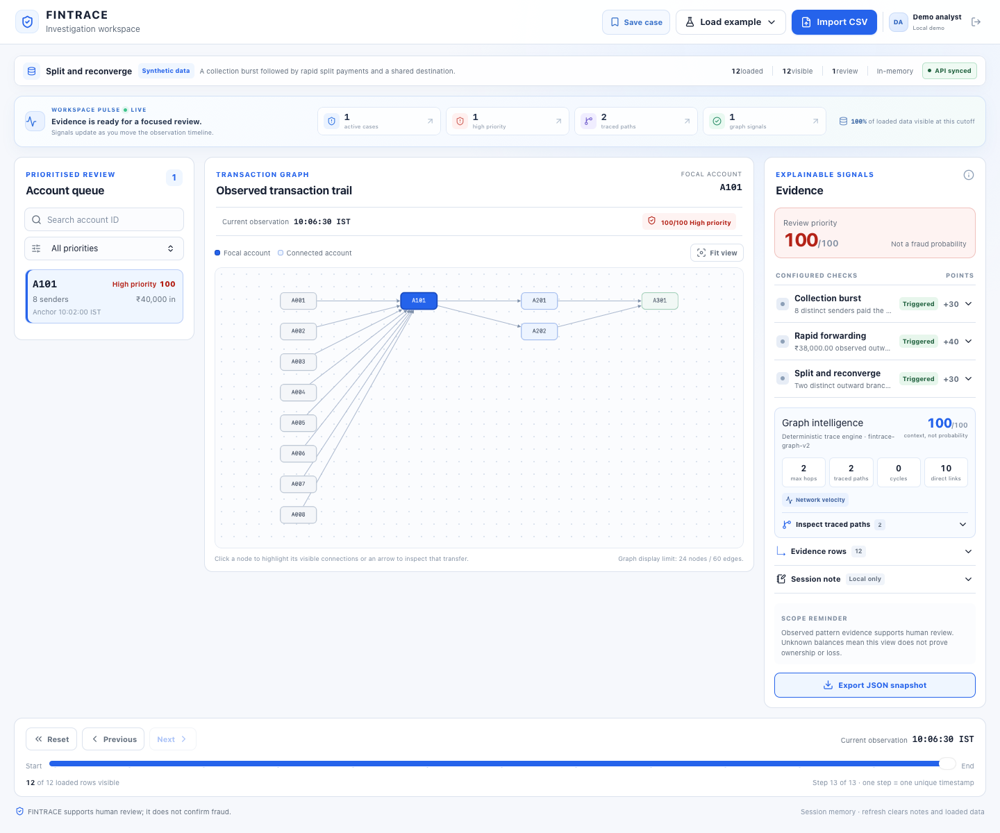 FINTRACE
Investigation workspace
Save case
Load example
Import CSV
DA
Demo analyst
Local demo
Split and reconverge
Synthetic data
A collection burst followed by rapid split payments and a shared destination.
12 loaded
12 visible
1 review
In-memory
API synced
WORKSPACE PULSE LIVE
Evidence is ready for a focused review.
Signals update as you move the observation timeline.
1
active cases
1
high priority
2
traced paths
1
graph signals
100% of loaded data visible at this cutoff
PRIORITISED REVIEW
Account queue
1
Search account ID
All priorities
A101
High priority 100
8 senders
₹40,000 in
Anchor 10:02:00 IST
TRANSACTION GRAPH
Observed transaction trail
FOCAL ACCOUNT
A101
Current observation 10:06:30 IST
100/100 High priority
Focal account
Connected account
Fit view
A001
A101
A201
A301
A002
A202
A003
A004
A005
A006
A007
A008
Click a node to highlight its visible connections or an arrow to inspect that transfer.
Graph display limit: 24 nodes / 60 edges.
EXPLAINABLE SIGNALS
Evidence
Review priority
100/100
Not a fraud probability
CONFIGURED CHECKS
POINTS
Collection burst
8 distinct senders paid the ...
Triggered
+30
Rapid forwarding
₹38,000.00 observed outw...
Triggered
+40
Split and reconverge
Two distinct outward branc...
Triggered
+30
Graph intelligence
100/100
Deterministic trace engine · fintrace-
graph-v2
context, not probability
2
max hops
2
traced paths
0
cycles
10
direct links
Network velocity
Inspect traced paths 2
Evidence rows 12
Session note Local only
SCOPE REMINDER
Observed pattern evidence supports human review.
Unknown balances mean this view does not prove
ownership or loss.
Export JSON snapshot
Reset
Previous
Next
Current observation 10:06:30 IST
Start
End
12 of 12 loaded rows visible
Step 13 of 13 · one step = one unique timestamp
FINTRACE supports human review; it does not confirm fraud.
Session memory · refresh clears notes and loaded data